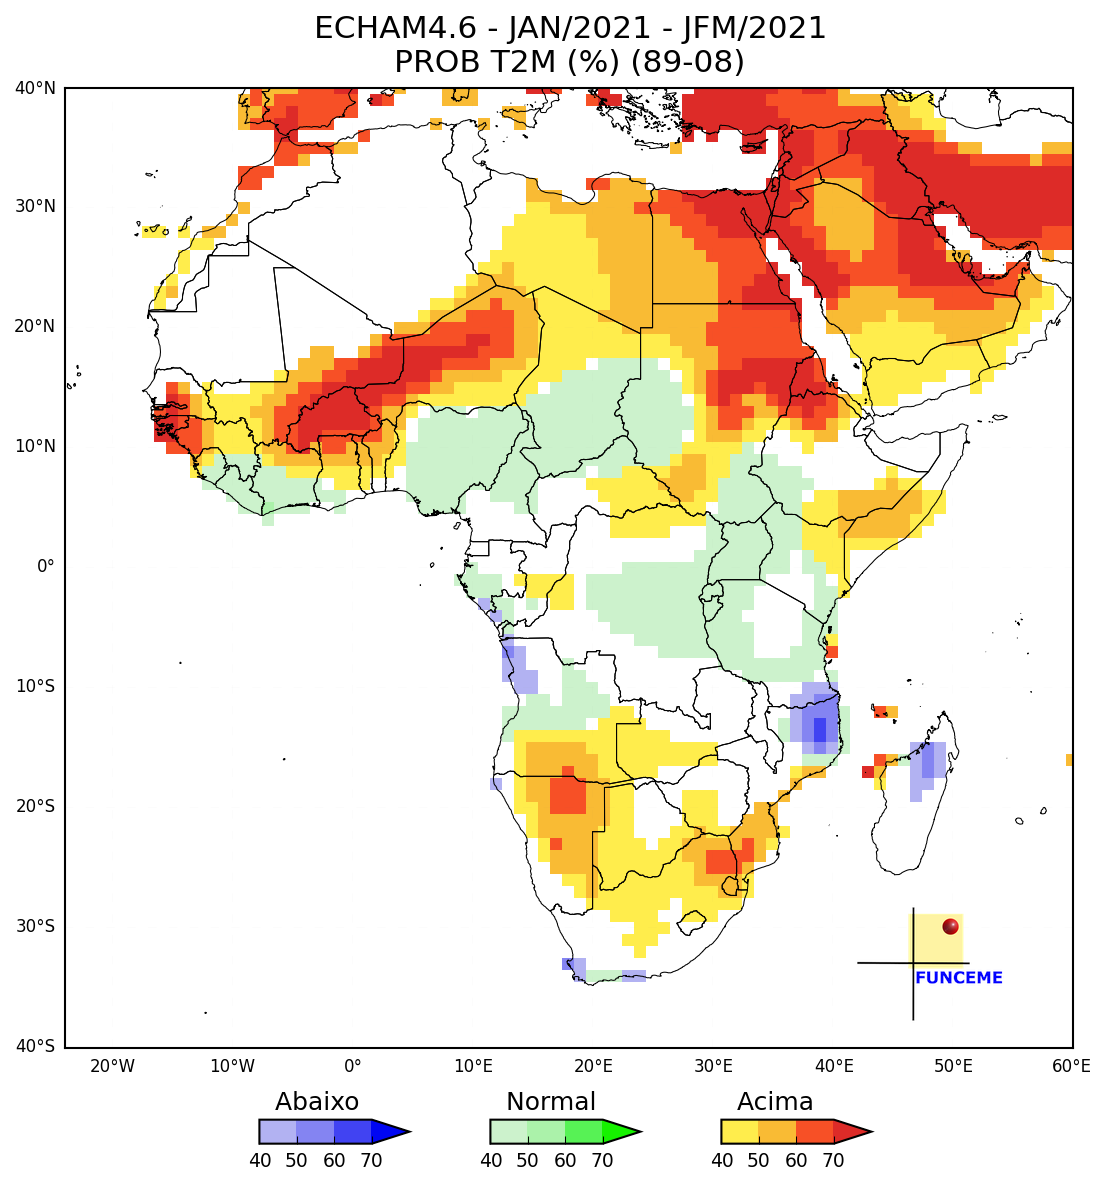 ECHAM4.6 - JAN/2021 - JFM/2021
PROB T2M (%) (89-08)
40°N
30°N
20°N
10°N
0°
10°S
20°S
30°S
40°S
FUNCEME
20°W 10°W 0° 10°E 20°E 30°E 40°E 50°E 60°E
Abaixo Normal Acima
40 50 60 70 40 50 60 70 40 50 60 70